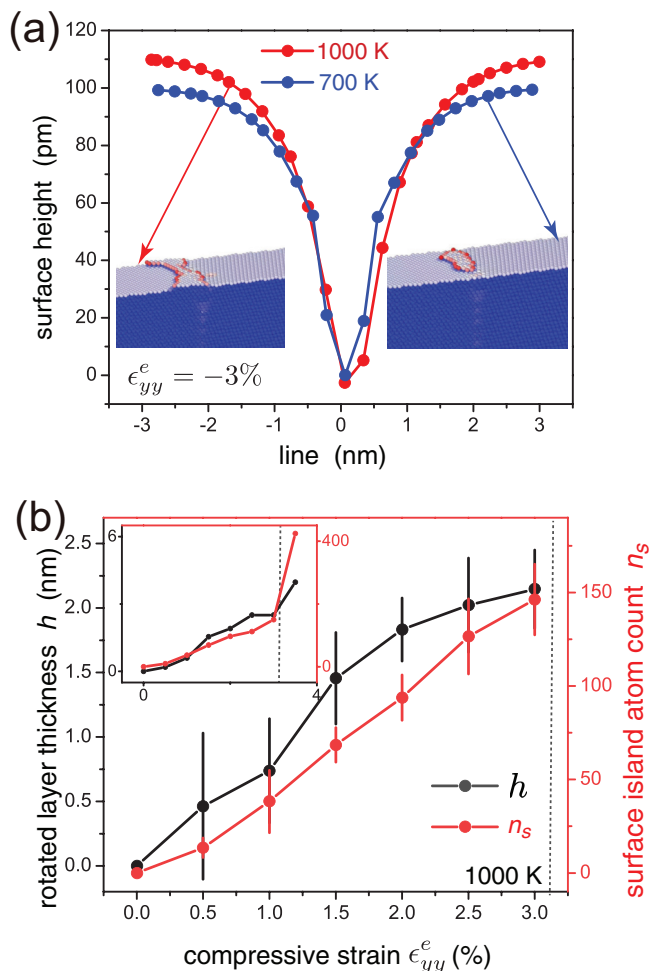 (a)
120
100
80
60
40
20
0
surface height (pm)
1000 K
700 K
ϵ^e_yy = −3%
-3 -2 -1 0 1 2 3
line (nm)
(b)
2.5
2.0
1.5
1.0
0.5
0.0
rotated layer thickness h (nm)
6
0
400
0
0 4
150
100
50
0
surface island atom count n_s
h
n_s
1000 K
0.0 0.5 1.0 1.5 2.0 2.5 3.0
compressive strain ϵ^e_yy (%)